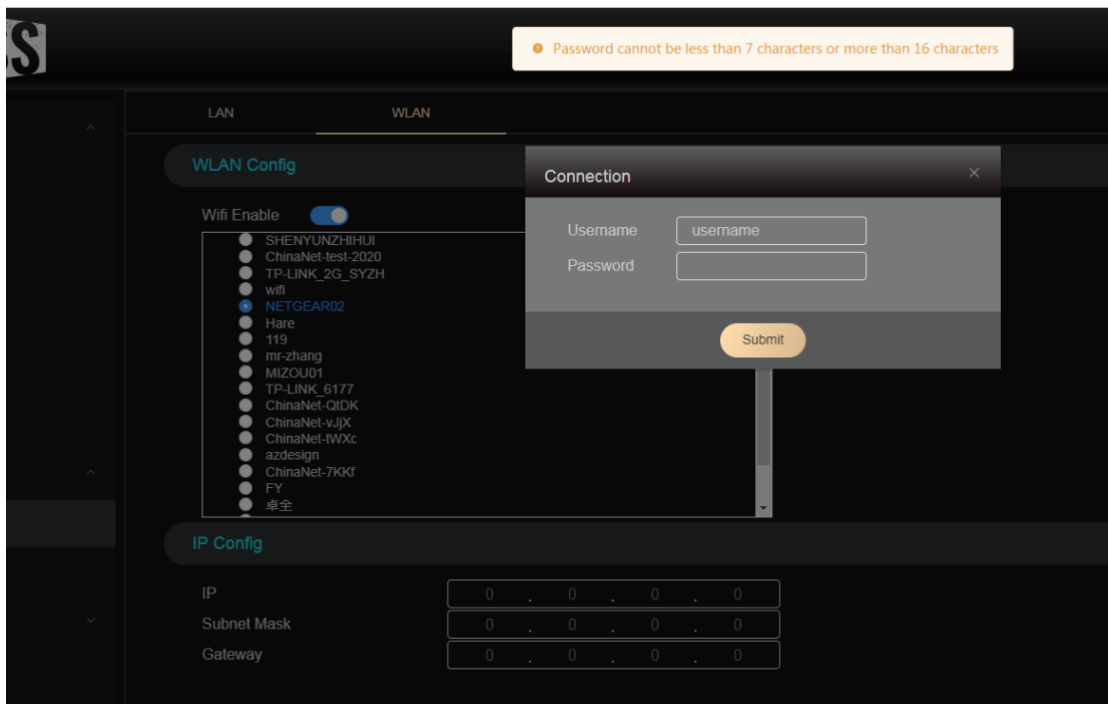 SS
Password cannot be less than 7 characters or more than 16 characters
LAN WLAN
WLAN Config
Connection ×
Wifi Enable
Username username
Password
Submit
SHENYUNZHIHUI
ChinaNet-test-2020
TP-LINK_2G_SYZH
wifi
NETGEAR02
Hare
119
mr-zhang
MIZOU01
TP-LINK_6177
ChinaNet-QtDK
ChinaNet-vJjX
ChinaNet-tWXc
azdesign
ChinaNet-7KKf
FY
卓全
IP Config
IP 0 . 0 . 0 . 0
Subnet Mask 0 . 0 . 0 . 0
Gateway 0 . 0 . 0 . 0